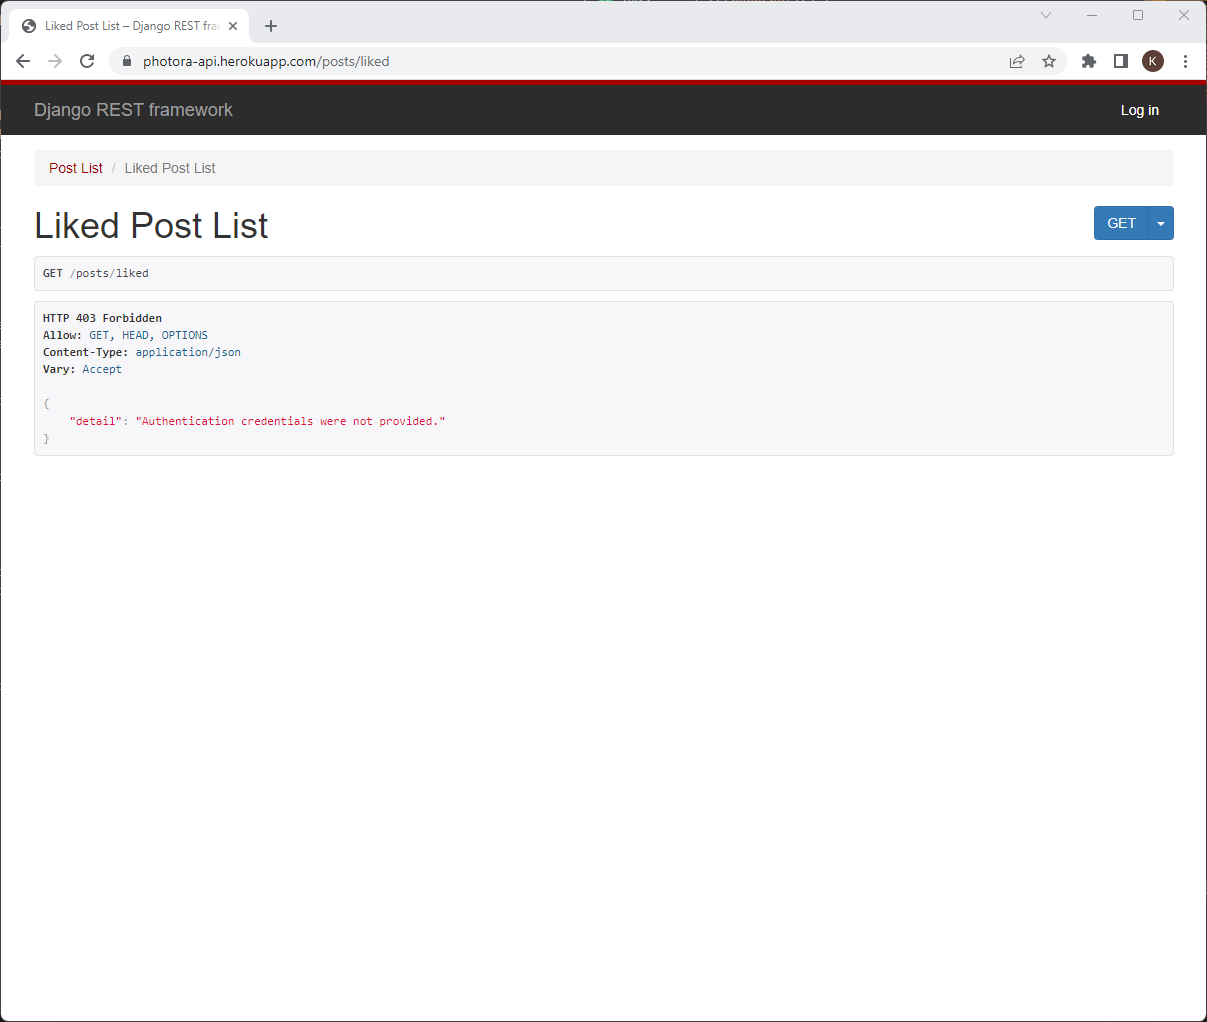 Liked Post List – Django REST fra
photora-api.herokuapp.com/posts/liked
K
Django REST framework
Log in
Post List / Liked Post List
Liked Post List
GET
GET /posts/liked
HTTP 403 Forbidden
Allow: GET, HEAD, OPTIONS
Content-Type: application/json
Vary: Accept
{
"detail": "Authentication credentials were not provided."
}